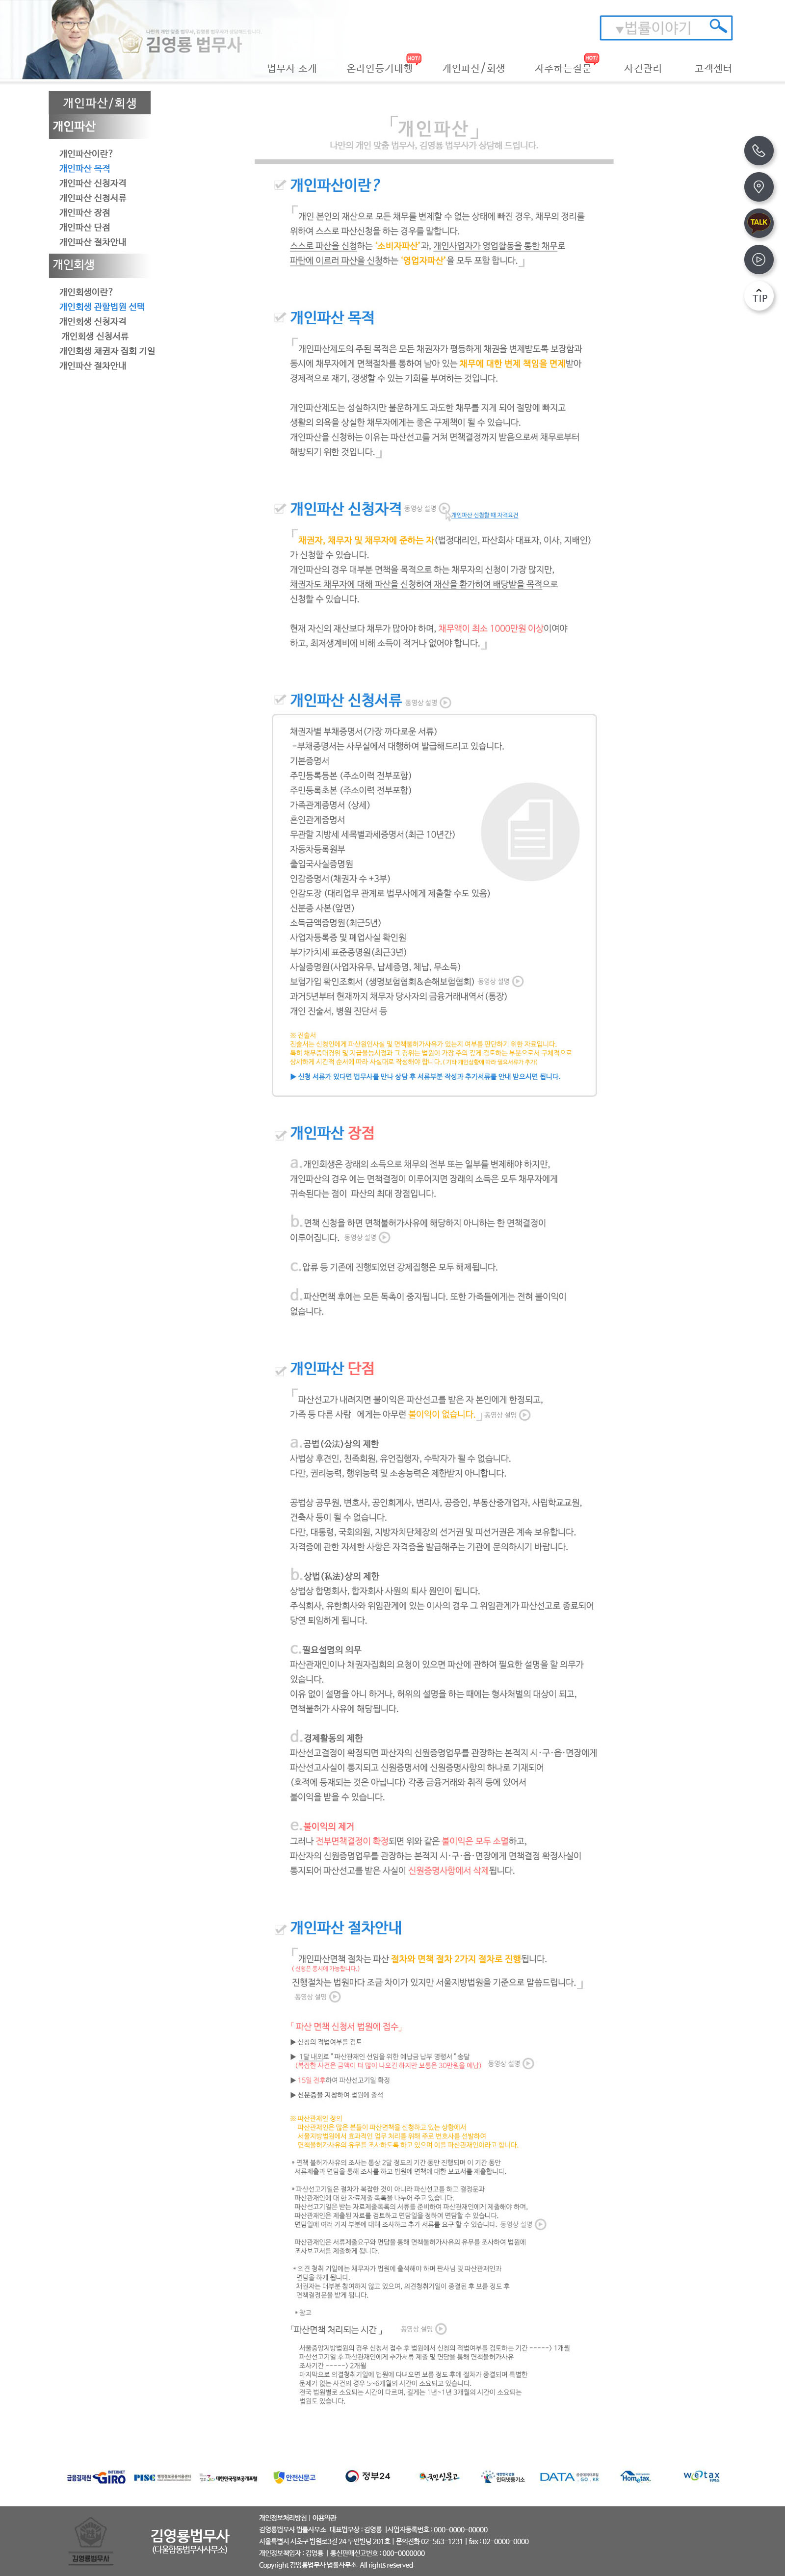 나만의 개인 맞춤 법무사, 김영룡 법무사가 상담해 드립니다.
김영룡 법무사
▼법률이야기
법무사 소개
온라인등기대행
HOT!
개인파산/회생
자주하는질문
HOT!
사건관리
고객센터
개인파산/회생
개인파산
개인파산이란?
개인파산 목적
개인파산 신청자격
개인파산 신청서류
개인파산 장점
개인파산 단점
개인파산 절차안내
개인회생
개인회생이란?
개인회생 관할법원 선택
개인회생 신청자격
개인회생 신청서류
개인회생 채권자 집회 기일
개인파산 절차안내
TALK
TIP
「개인파산」
나만의 개인 맞춤 법무사, 김영룡 법무사가 상담해 드립니다.
개인파산이란?
「개인 본인의 재산으로 모든 채무를 변제할 수 없는 상태에 빠진 경우, 채무의 정리를
위하여 스스로 파산신청을 하는 경우를 말합니다.
스스로 파산을 신청하는 '소비자파산'과, 개인사업자가 영업활동을 통한 채무로
파탄에 이르러 파산을 신청하는 '영업자파산'을 모두 포함 합니다.」
개인파산 목적
「개인파산제도의 주된 목적은 모든 채권자가 평등하게 채권을 변제받도록 보장함과
동시에 채무자에게 면책절차를 통하여 남아 있는 채무에 대한 변제 책임을 면제받아
경제적으로 재기, 갱생할 수 있는 기회를 부여하는 것입니다.
개인파산제도는 성실하지만 불운하게도 과도한 채무를 지게 되어 절망에 빠지고
생활의 의욕을 상실한 채무자에게는 좋은 구제책이 될 수 있습니다.
개인파산을 신청하는 이유는 파산선고를 거쳐 면책결정까지 받음으로써 채무로부터
해방되기 위한 것입니다.」
개인파산 신청자격 동영상 설명
개인파산 신청할 때 자격요건
「채권자, 채무자 및 채무자에 준하는 자(법정대리인, 파산회사 대표자, 이사, 지배인)
가 신청할 수 있습니다.
개인파산의 경우 대부분 면책을 목적으로 하는 채무자의 신청이 가장 많지만,
채권자도 채무자에 대해 파산을 신청하여 재산을 환가하여 배당받을 목적으로
신청할 수 있습니다.
현재 자신의 재산보다 채무가 많아야 하며, 채무액이 최소 1000만원 이상이여야
하고, 최저생계비에 비해 소득이 적거나 없어야 합니다.」
개인파산 신청서류 동영상 설명
채권자별 부채증명서(가장 까다로운 서류)
-부채증명서는 사무실에서 대행하여 발급해드리고 있습니다.
기본증명서
주민등록등본 (주소이력 전부포함)
주민등록초본 (주소이력 전부포함)
가족관계증명서 (상세)
혼인관계증명서
무관할 지방세 세목별과세증명서(최근 10년간)
자동차등록원부
출입국사실증명원
인감증명서(채권자 수 +3부)
인감도장 (대리업무 관계로 법무사에게 제출할 수도 있음)
신분증 사본(앞면)
소득금액증명원(최근5년)
사업자등록증 및 폐업사실 확인원
부가가치세 표준증명원(최근3년)
사실증명원(사업자유무, 납세증명, 체납, 무소득)
보험가입 확인조회서 (생명보험협회&손해보험협회) 동영상 설명
과거5년부터 현재까지 채무자 당사자의 금융거래내역서(통장)
개인 진술서, 병원 진단서 등
※ 진술서
진술서는 신청인에게 파산원인사실 및 면책불허가사유가 있는지 여부를 판단하기 위한 자료입니다.
특히 채무증대경위 및 지급불능시점과 그 경위는 법원이 가장 주의 깊게 검토하는 부분으로서 구체적으로
상세하게 시간적 순서에 따라 사실대로 작성해야 합니다.( 기타 개인상황에 따라 필요서류가 추가)
▶ 신청 서류가 있다면 법무사를 만나 상담 후 서류부분 작성과 추가서류를 안내 받으시면 됩니다.
개인파산 장점
a.개인회생은 장래의 소득으로 채무의 전부 또는 일부를 변제해야 하지만,
개인파산의 경우 에는 면책결정이 이루어지면 장래의 소득은 모두 채무자에게
귀속된다는 점이 파산의 최대 장점입니다.
b.면책 신청을 하면 면책불허가사유에 해당하지 아니하는 한 면책결정이
이루어집니다. 동영상 설명
c.압류 등 기존에 진행되었던 강제집행은 모두 해제됩니다.
d.파산면책 후에는 모든 독촉이 중지됩니다. 또한 가족들에게는 전혀 불이익이
없습니다.
개인파산 단점
「파산선고가 내려지면 불이익은 파산선고를 받은 자 본인에게 한정되고,
가족 등 다른 사람 에게는 아무런 불이익이 없습니다.」동영상 설명
a.공법(公法)상의 제한
사법상 후견인, 친족회원, 유언집행자, 수탁자가 될 수 없습니다.
다만, 권리능력, 행위능력 및 소송능력은 제한받지 아니합니다.
공법상 공무원, 변호사, 공인회계사, 변리사, 공증인, 부동산중개업자, 사립학교교원,
건축사 등이 될 수 없습니다.
다만, 대통령, 국회의원, 지방자치단체장의 선거권 및 피선거권은 계속 보유합니다.
자격증에 관한 자세한 사항은 자격증을 발급해주는 기관에 문의하시기 바랍니다.
b.상법(私法)상의 제한
상법상 합명회사, 합자회사 사원의 퇴사 원인이 됩니다.
주식회사, 유한회사와 위임관계에 있는 이사의 경우 그 위임관계가 파산선고로 종료되어
당연 퇴임하게 됩니다.
c.필요설명의 의무
파산관재인이나 채권자집회의 요청이 있으면 파산에 관하여 필요한 설명을 할 의무가
있습니다.
이유 없이 설명을 아니 하거나, 허위의 설명을 하는 때에는 형사처벌의 대상이 되고,
면책불허가 사유에 해당됩니다.
d.경제활동의 제한
파산선고결정이 확정되면 파산자의 신원증명업무를 관장하는 본적지 시·구·읍·면장에게
파산선고사실이 통지되고 신원증명서에 신원증명사항의 하나로 기재되어
(호적에 등재되는 것은 아닙니다) 각종 금융거래와 취직 등에 있어서
불이익을 받을 수 있습니다.
e.불이익의 제거
그러나 전부면책결정이 확정되면 위와 같은 불이익은 모두 소멸하고,
파산자의 신원증명업무를 관장하는 본적지 시·구·읍·면장에게 면책결정 확정사실이
통지되어 파산선고를 받은 사실이 신원증명사항에서 삭제됩니다.
개인파산 절차안내
「개인파산면책 절차는 파산 절차와 면책 절차 2가지 절차로 진행됩니다.
( 신청은 동시에 가능합니다.)
진행절차는 법원마다 조금 차이가 있지만 서울지방법원을 기준으로 말씀드립니다.」
동영상 설명
「 파산 면책 신청서 법원에 접수」
▶ 신청의 적법여부를 검토
▶ 1달 내외로 " 파산관재인 선임을 위한 예납금 납부 명령서 " 송달
(복잡한 사건은 금액이 더 많이 나오긴 하지만 보통은 30만원을 예납) 동영상 설명
▶ 15일 전후하여 파산선고기일 확정
▶ 신분증을 지참하여 법원에 출석
※ 파산관재인 정의
파산관재인은 많은 분들이 파산면책을 신청하고 있는 상황에서
서울지방법원에서 효과적인 업무 처리를 위해 주로 변호사를 선발하여
면책불허가사유의 유무를 조사하도록 하고 있으며 이를 파산관재인이라고 합니다.
* 면책 불허가사유의 조사는 통상 2달 정도의 기간 동안 진행되며 이 기간 동안
서류제출과 면담을 통해 조사를 하고 법원에 면책에 대한 보고서를 제출합니다.
* 파산선고기일은 절차가 복잡한 것이 아니라 파산선고를 하고 결정문과
파산관재인에 대 한 자료제출 목록을 나누어 주고 있습니다.
파산선고기일은 받는 자료제출목록의 서류를 준비하여 파산관재인에게 제출해야 하며,
파산관재인은 제출된 자료를 검토하고 면담일을 정하여 면담할 수 있습니다.
면담일에 여러 가지 부분에 대해 조사하고 추가 서류를 요구 할 수 있습니다. 동영상 설명
파산관재인은 서류제출요구와 면담을 통해 면책불허가사유의 유무를 조사하여 법원에
조사보고서를 제출하게 됩니다.
* 의견 청취 기일에는 채무자가 법원에 출석해야 하며 판사님 및 파산관재인과
면담을 하게 됩니다.
채권자는 대부분 참여하지 않고 있으며, 의견청취기일이 종결된 후 보름 정도 후
면책결정문을 받게 됩니다.
* 참고
「파산면책 처리되는 시간 」 동영상 설명
서울중앙지방법원의 경우 신청서 접수 후 법원에서 신청의 적법여부를 검토하는 기간 -----> 1개월
파산선고기일 후 파산관재인에게 추가서류 제출 및 면담을 통해 면책불허가사유
조사기간 -----> 2개월
마지막으로 의결청취기일에 법원에 다녀오면 보름 정도 후에 절차가 종결되며 특별한
문제가 없는 사건의 경우 5~6개월의 시간이 소요되고 있습니다.
전국 법원별로 소요되는 시간이 다르며, 길게는 1년~1년 3개월의 시간이 소요되는
법원도 있습니다.
금융결제원 INTERNET GIRO
PISC 행정정보공동이용센터
대한민국정보공개포털
안전신문고
정부24
국민신문고
인터넷등기소
DATA.GO.KR
Hometax.
wetax
김영룡법무사
김영룡법무사
(다울합동법무사사무소)
개인정보처리방침 | 이용약관
김영룡법무사 법률사무소 대표법무상 : 김영룡 |사업자등록번호 : 000-0000-00000
서울특별시 서초구 법원로3길 24 두언빌딩 201호 | 문의전화 02-563-1231 | fax : 02-0000-0000
개인정보책임자 : 김영룡 | 통신판매신고번호 : 000-0000000
Copyright 김영룡법무사 법률사무소. All rights reserved.